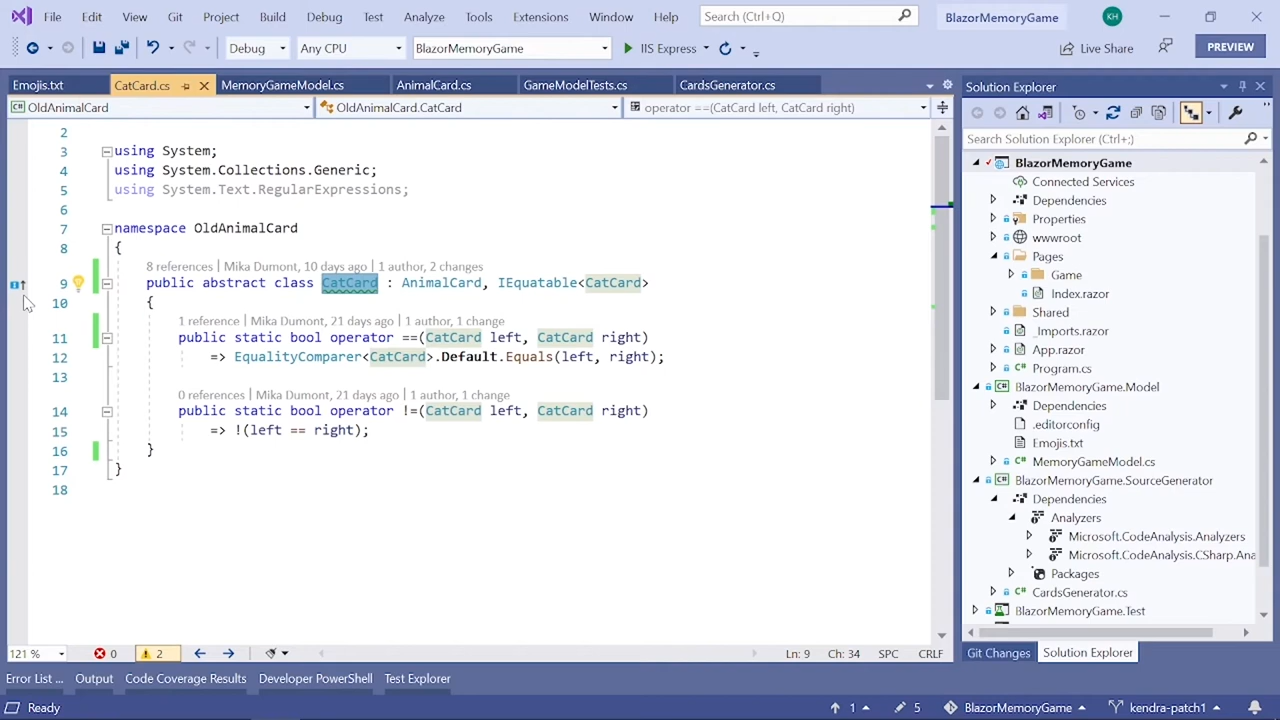 File Edit View Git Project Build Debug Test Analyze Tools Extensions Window Help Search (Ctrl+Q) BlazorMemoryGame KH
Debug Any CPU BlazorMemoryGame IIS Express Live Share PREVIEW
Emojis.txt CatCard.cs MemoryGameModel.cs AnimalCard.cs GameModelTests.cs CardsGenerator.cs
OldAnimalCard OldAnimalCard.CatCard operator ==(CatCard left, CatCard right)
2
3 using System;
4 using System.Collections.Generic;
5 using System.Text.RegularExpressions;
6
7 namespace OldAnimalCard
8 {
8 references | Mika Dumont, 10 days ago | 1 author, 2 changes
9 public abstract class CatCard : AnimalCard, IEquatable<CatCard>
10 {
1 reference | Mika Dumont, 21 days ago | 1 author, 1 change
11 public static bool operator ==(CatCard left, CatCard right)
12 => EqualityComparer<CatCard>.Default.Equals(left, right);
13
0 references | Mika Dumont, 21 days ago | 1 author, 1 change
14 public static bool operator !=(CatCard left, CatCard right)
15 => !(left == right);
16 }
17 }
18
121 % 0 2 Ln: 9 Ch: 34 SPC CRLF
Solution Explorer
Search Solution Explorer (Ctrl+;)
BlazorMemoryGame
Connected Services
Dependencies
Properties
wwwroot
Pages
Game
Index.razor
Shared
_Imports.razor
App.razor
Program.cs
BlazorMemoryGame.Model
Dependencies
.editorconfig
Emojis.txt
MemoryGameModel.cs
BlazorMemoryGame.SourceGenerator
Dependencies
Analyzers
Microsoft.CodeAnalysis.Analyzers
Microsoft.CodeAnalysis.CSharp.Ana
Packages
CardsGenerator.cs
BlazorMemoryGame.Test
Git Changes Solution Explorer
Error List ... Output Code Coverage Results Developer PowerShell Test Explorer
Ready 1 5 BlazorMemoryGame kendra-patch1